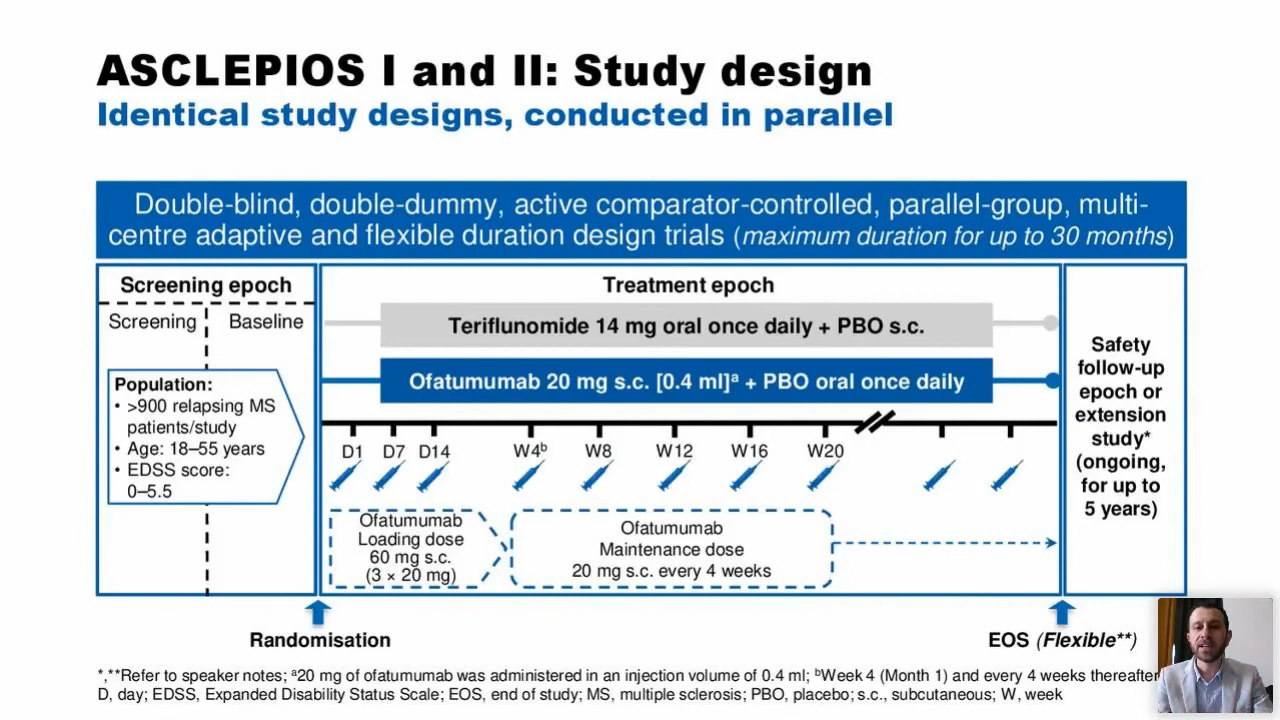 ASCLEPIOS I and II: Study design
Identical study designs, conducted in parallel
Double-blind, double-dummy, active comparator-controlled, parallel-group, multi-
centre adaptive and flexible duration design trials (maximum duration for up to 30 months)
Screening epoch
Screening
Baseline
Population:
• >900 relapsing MS
patients/study
• Age: 18–55 years
• EDSS score:
0–5.5
Treatment epoch
Teriflunomide 14 mg oral once daily + PBO s.c.
Ofatumumab 20 mg s.c. [0.4 ml]ᵃ + PBO oral once daily
D1 D7 D14 W4ᵇ W8 W12 W16 W20
Ofatumumab
Loading dose
60 mg s.c.
(3 × 20 mg)
Ofatumumab
Maintenance dose
20 mg s.c. every 4 weeks
Safety
follow-up
epoch or
extension
study*
(ongoing,
for up to
5 years)
Randomisation
EOS (Flexible**)
*,**Refer to speaker notes; ᵃ20 mg of ofatumumab was administered in an injection volume of 0.4 ml; ᵇWeek 4 (Month 1) and every 4 weeks thereafter
D, day; EDSS, Expanded Disability Status Scale; EOS, end of study; MS, multiple sclerosis; PBO, placebo; s.c., subcutaneous; W, week